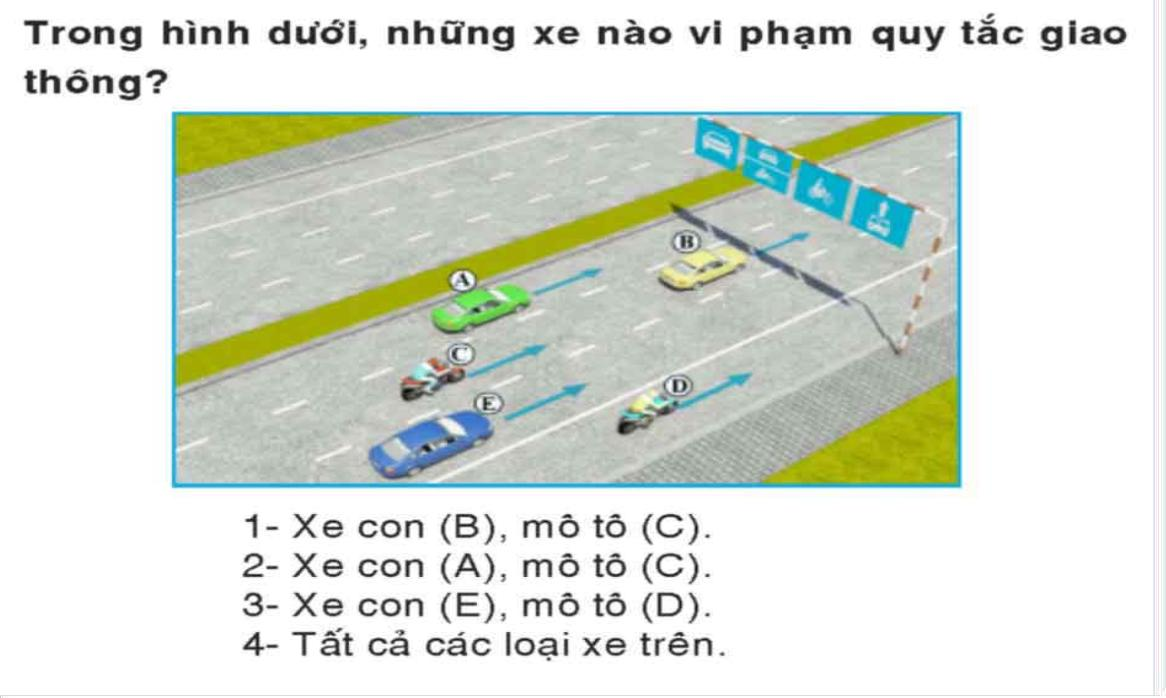 Trong hình dưới, những xe nào vi phạm quy tắc giao
thông?
B
A
C
D
E
1- Xe con (B), mô tô (C).
2- Xe con (A), mô tô (C).
3- Xe con (E), mô tô (D).
4- Tất cả các loại xe trên.